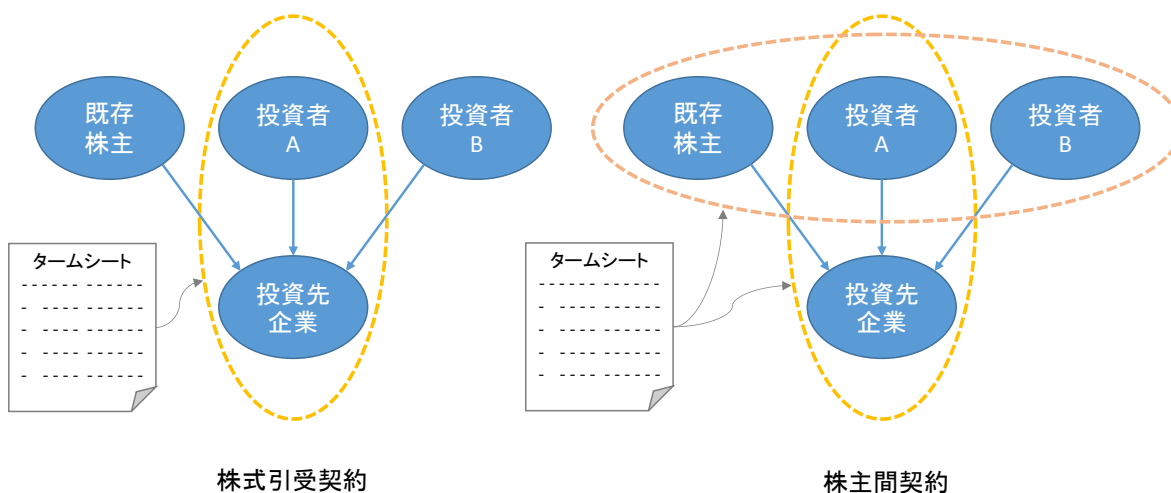 既存
株主
投資者
A
投資者
B
タームシート
投資先
企業
株式引受契約
既存
株主
投資者
A
投資者
B
タームシート
投資先
企業
株主間契約